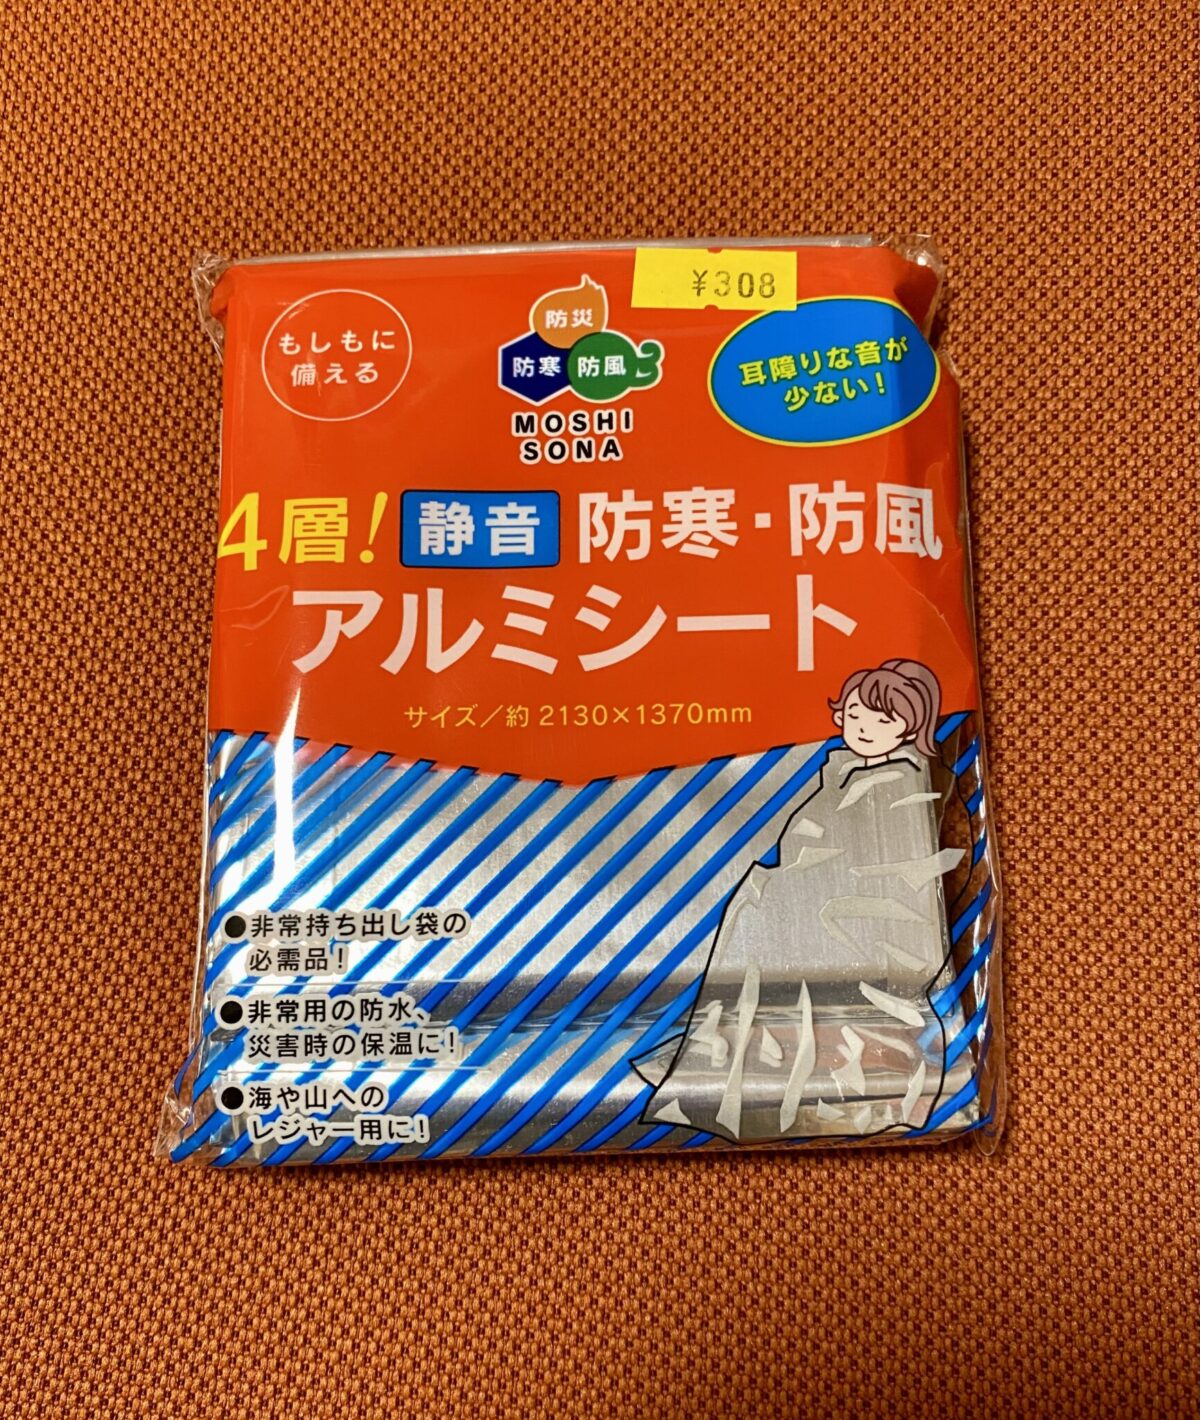 ¥308
もしもに
備える
防災
防寒 防風
MOSHI
SONA
耳障りな音が
少ない!
4層! 静音 防寒・防風
アルミシート
サイズ/約 2130×1370mm
●非常持ち出し袋の
必需品!
●非常用の防水、
災害時の保温に!
●海や山への
レジャー用に!